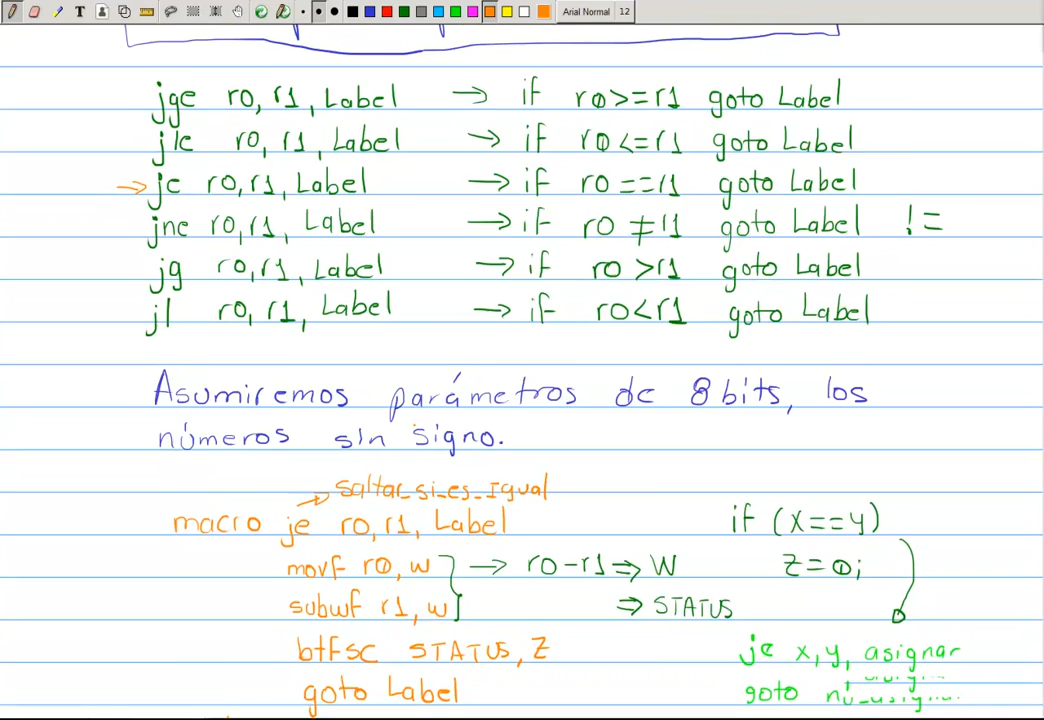 Arial Normal 12
jge r0, r1, Label → if r0>=r1 goto Label
jle r0, r1, Label → if r0<=r1 goto Label
→ je r0, r1, Label → if r0==r1 goto Label
jne r0, r1, Label → if r0 ≠ r1 goto Label !=
jg r0, r1, Label → if r0 >r1 goto Label
jl r0, r1, Label → if r0<r1 goto Label
Asumiremos parámetros de 8 bits, los
números sin signo.
saltar_si_es_igual
macro je r0, r1, Label if (x==y)
movf r0, w → r0-r1 ⇒ W z=0;
subwf r1, w ⇒ STATUS
btfsc STATUS, Z je x, y, asignar
goto Label goto